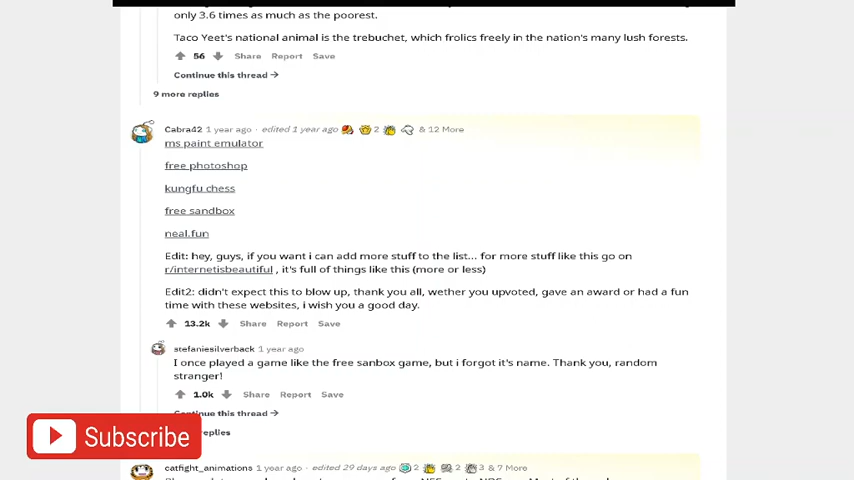 only 3.6 times as much as the poorest.
Taco Yeet's national animal is the trebuchet, which frolics freely in the nation's many lush forests.
56 Share Report Save
Continue this thread →
9 more replies
Cabra42 1 year ago · edited 1 year ago 2 & 12 More
ms paint emulator
free photoshop
kungfu chess
free sandbox
neal.fun
Edit: hey, guys, if you want i can add more stuff to the list... for more stuff like this go on
r/internetisbeautiful , it's full of things like this (more or less)
Edit2: didn't expect this to blow up, thank you all, wether you upvoted, gave an award or had a fun
time with these websites, i wish you a good day.
13.2k Share Report Save
stefaniesilverback 1 year ago
I once played a game like the free sanbox game, but i forgot it's name. Thank you, random
stranger!
1.0k Share Report Save
Continue this thread →
replies
Subscribe
catfight_animations 1 year ago · edited 29 days ago 2 2 3 & 7 More